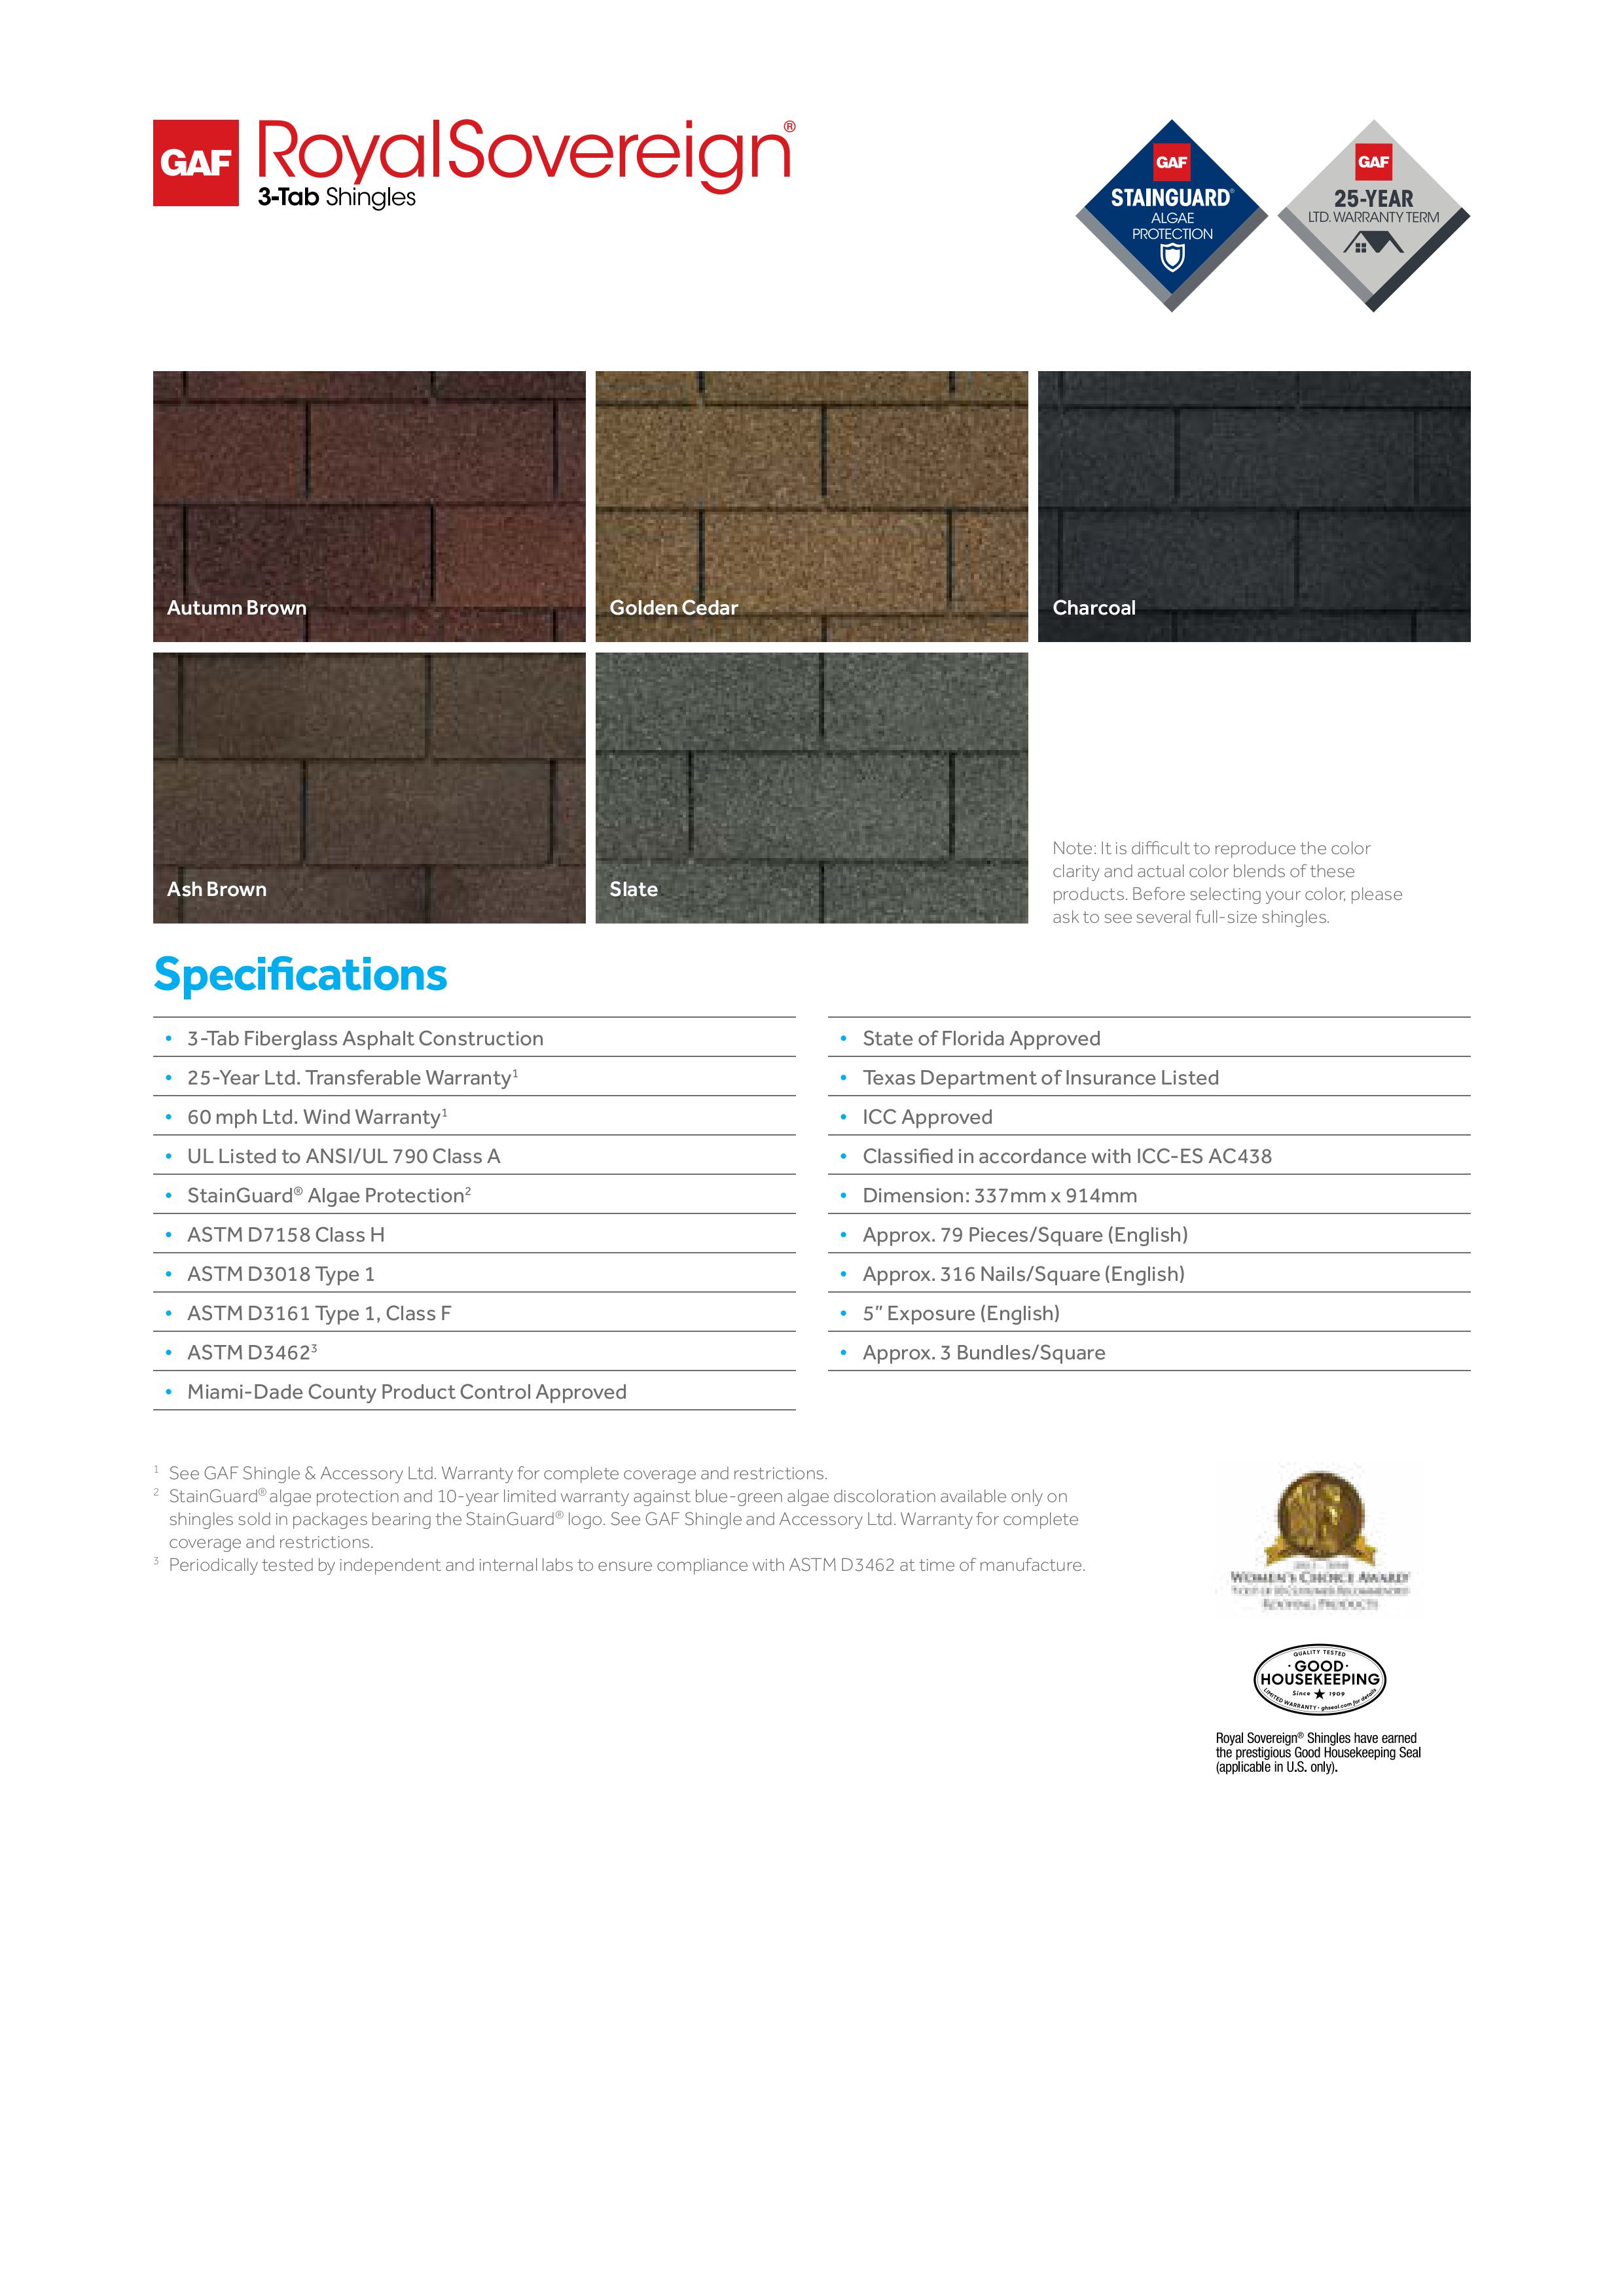 GAF
RoyalSovereign®
3-Tab Shingles
GAF
STAINGUARD®
ALGAE
PROTECTION
GAF
25-YEAR
LTD. WARRANTY TERM
Autumn Brown
Golden Cedar
Charcoal
Ash Brown
Slate
Note: It is difficult to reproduce the color
clarity and actual color blends of these
products. Before selecting your color, please
ask to see several full-size shingles.
Specifications
• 3-Tab Fiberglass Asphalt Construction
• 25-Year Ltd. Transferable Warranty¹
• 60 mph Ltd. Wind Warranty¹
• UL Listed to ANSI/UL 790 Class A
• StainGuard® Algae Protection²
• ASTM D7158 Class H
• ASTM D3018 Type 1
• ASTM D3161 Type 1, Class F
• ASTM D3462³
• Miami-Dade County Product Control Approved
• State of Florida Approved
• Texas Department of Insurance Listed
• ICC Approved
• Classified in accordance with ICC-ES AC438
• Dimension: 337mm x 914mm
• Approx. 79 Pieces/Square (English)
• Approx. 316 Nails/Square (English)
• 5″ Exposure (English)
• Approx. 3 Bundles/Square
¹ See GAF Shingle & Accessory Ltd. Warranty for complete coverage and restrictions.
² StainGuard® algae protection and 10-year limited warranty against blue-green algae discoloration available only on
shingles sold in packages bearing the StainGuard® logo. See GAF Shingle and Accessory Ltd. Warranty for complete
coverage and restrictions.
³ Periodically tested by independent and internal labs to ensure compliance with ASTM D3462 at time of manufacture.
WOMEN'S CHOICE AWARD
ROOFING PRODUCTS
QUALITY TESTED
·GOOD·
HOUSEKEEPING
Since ★ 1909
LIMITED WARRANTY · ghseal.com for details
Royal Sovereign® Shingles have earned
the prestigious Good Housekeeping Seal
(applicable in U.S. only).